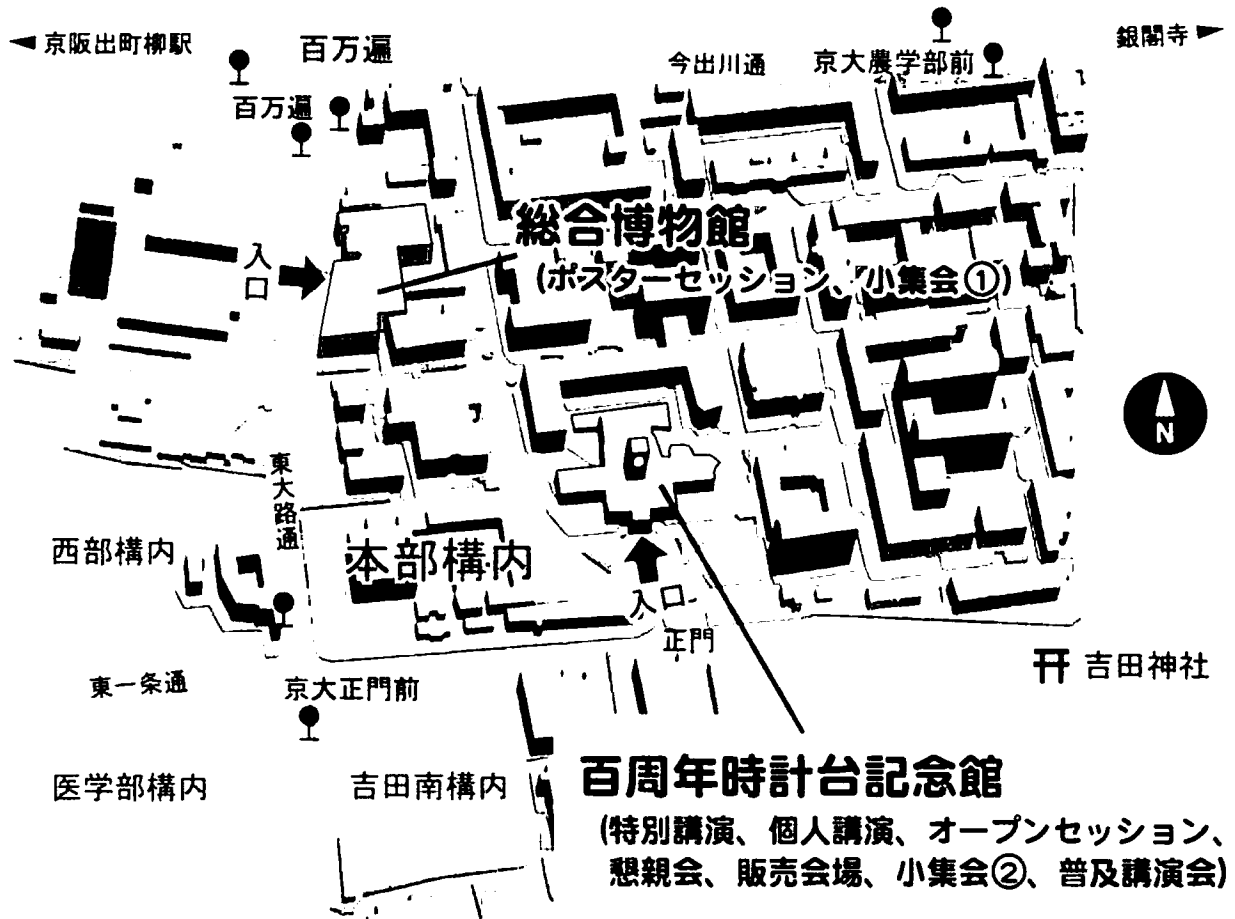 ◀ 京阪出町柳駅
百万遍
今出川通
京大農学部前
銀閣寺 ▶
百万遍
総合博物館
(ポスターセッション、小集会①)
入口
N
東大路通
西部構内
本部構内
入口
正門
吉田神社
東一条通
京大正門前
医学部構内
吉田南構内
百周年時計台記念館
(特別講演、個人講演、オープンセッション、
懇親会、販売会場、小集会②、普及講演会)